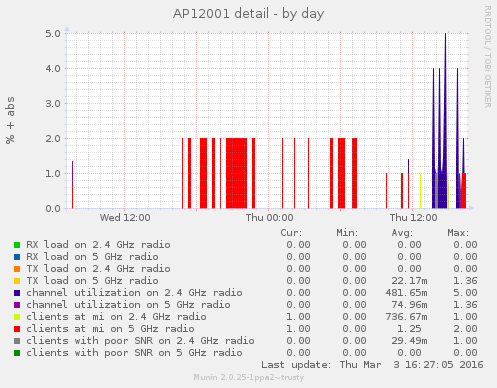 AP12001 detail - by day
RRDTOOL / TOBI OETIKER
% + abs
5.0
4.0
3.0
2.0
1.0
0.0
Wed 12:00 Thu 00:00 Thu 12:00
Cur: Min: Avg: Max:
RX load on 2.4 GHz radio 0.00 0.00 0.00 0.00
RX load on 5 GHz radio 0.00 0.00 0.00 0.00
TX load on 2.4 GHz radio 0.00 0.00 0.00 0.00
TX load on 5 GHz radio 0.00 0.00 22.17m 1.36
channel utilization on 2.4 GHz radio 0.00 0.00 481.65m 5.00
channel utilization on 5 GHz radio 0.00 0.00 74.96m 1.36
clients at mi on 2.4 GHz radio 1.00 0.00 736.67m 1.00
clients at mi on 5 GHz radio 1.00 0.00 1.25 2.00
clients with poor SNR on 2.4 GHz radio 0.00 0.00 29.49m 1.00
clients with poor SNR on 5 GHz radio 0.00 0.00 0.00 0.00
Last update: Thu Mar 3 16:27:05 2016
Munin 2.0.25-1ppa2~trusty